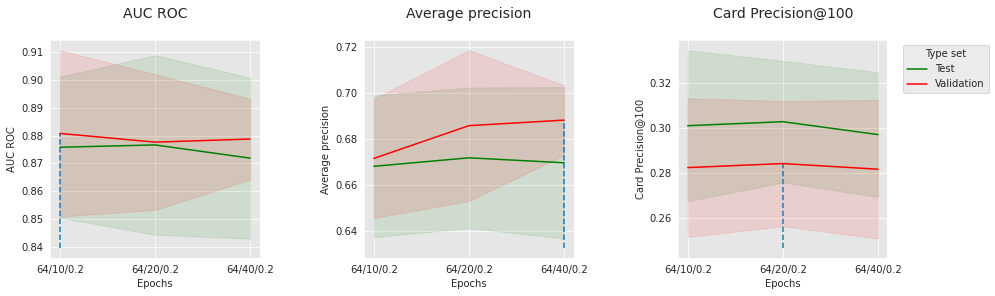 AUC ROC
Average precision
Card Precision@100
0.91
0.90
0.89
0.88
0.87
0.86
0.85
0.84
AUC ROC
64/10/0.2
64/20/0.2
64/40/0.2
Epochs
0.72
0.70
0.68
0.66
0.64
Average precision
64/10/0.2
64/20/0.2
64/40/0.2
Epochs
0.32
0.30
0.28
0.26
Card Precision@100
64/10/0.2
64/20/0.2
64/40/0.2
Epochs
Type set
Test
Validation